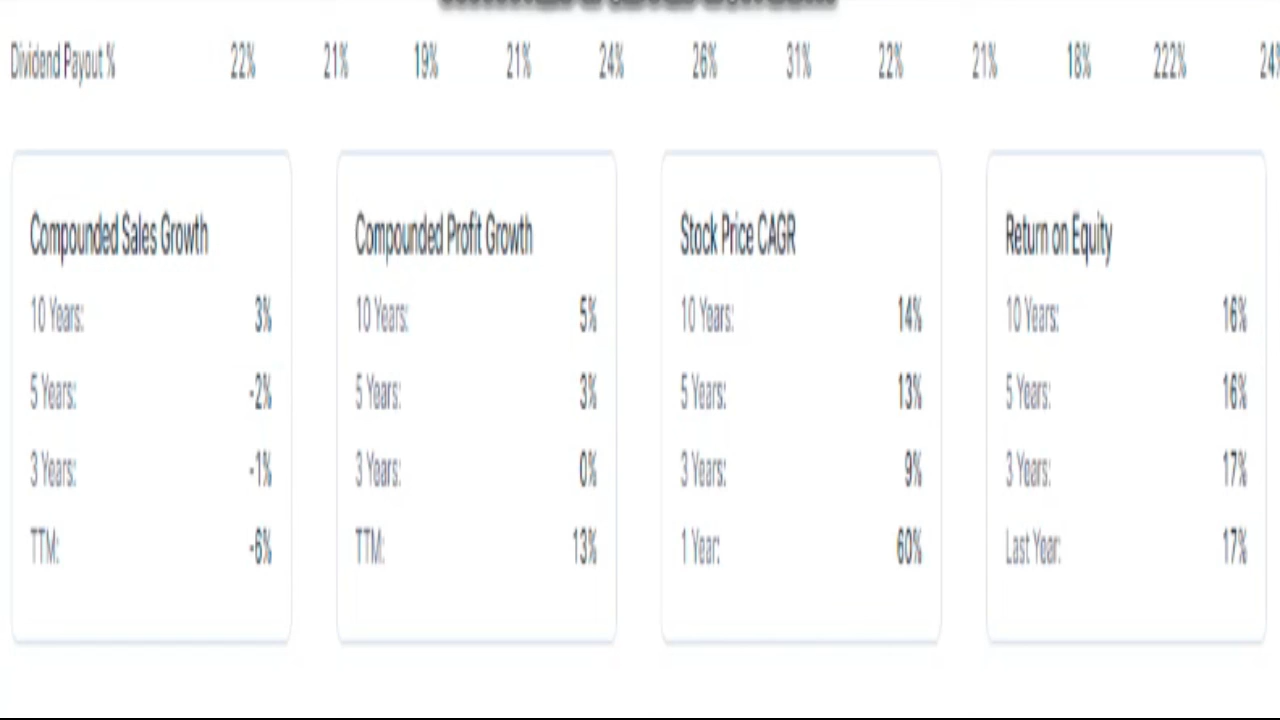 Dividend Payout % 22% 21% 19% 21% 24% 26% 31% 22% 21% 18% 222% 24%
Compounded Sales Growth
10 Years: 3%
5 Years: -2%
3 Years: -1%
TTM: -6%
Compounded Profit Growth
10 Years: 5%
5 Years: 3%
3 Years: 0%
TTM: 13%
Stock Price CAGR
10 Years: 14%
5 Years: 13%
3 Years: 9%
1 Year: 60%
Return on Equity
10 Years: 16%
5 Years: 16%
3 Years: 17%
Last Year: 17%